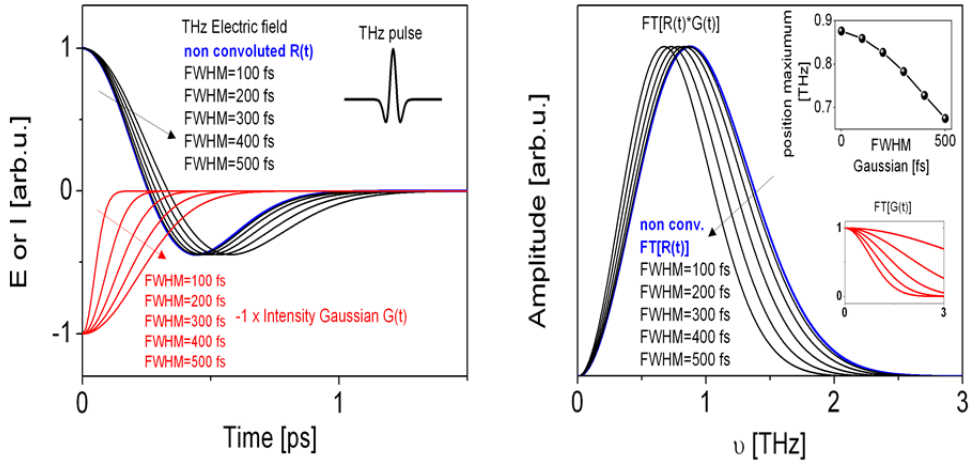 THz Electric field
non convoluted R(t)
FWHM=100 fs
FWHM=200 fs
FWHM=300 fs
FWHM=400 fs
FWHM=500 fs
THz pulse
1
0
-1
E or I [arb.u.]
FWHM=100 fs
FWHM=200 fs
FWHM=300 fs
FWHM=400 fs
FWHM=500 fs
-1 x Intensity Gaussian G(t)
0
1
Time [ps]
FT[R(t)*G(t)]
Amplitude [arb.u.]
non conv.
FT[R(t)]
FWHM=100 fs
FWHM=200 fs
FWHM=300 fs
FWHM=400 fs
FWHM=500 fs
0
1
2
3
υ [THz]
position maxiumum
[THz]
0.9
0.8
0.7
0
500
FWHM
Gaussian [fs]
FT[G(t)]
1
0
0
3